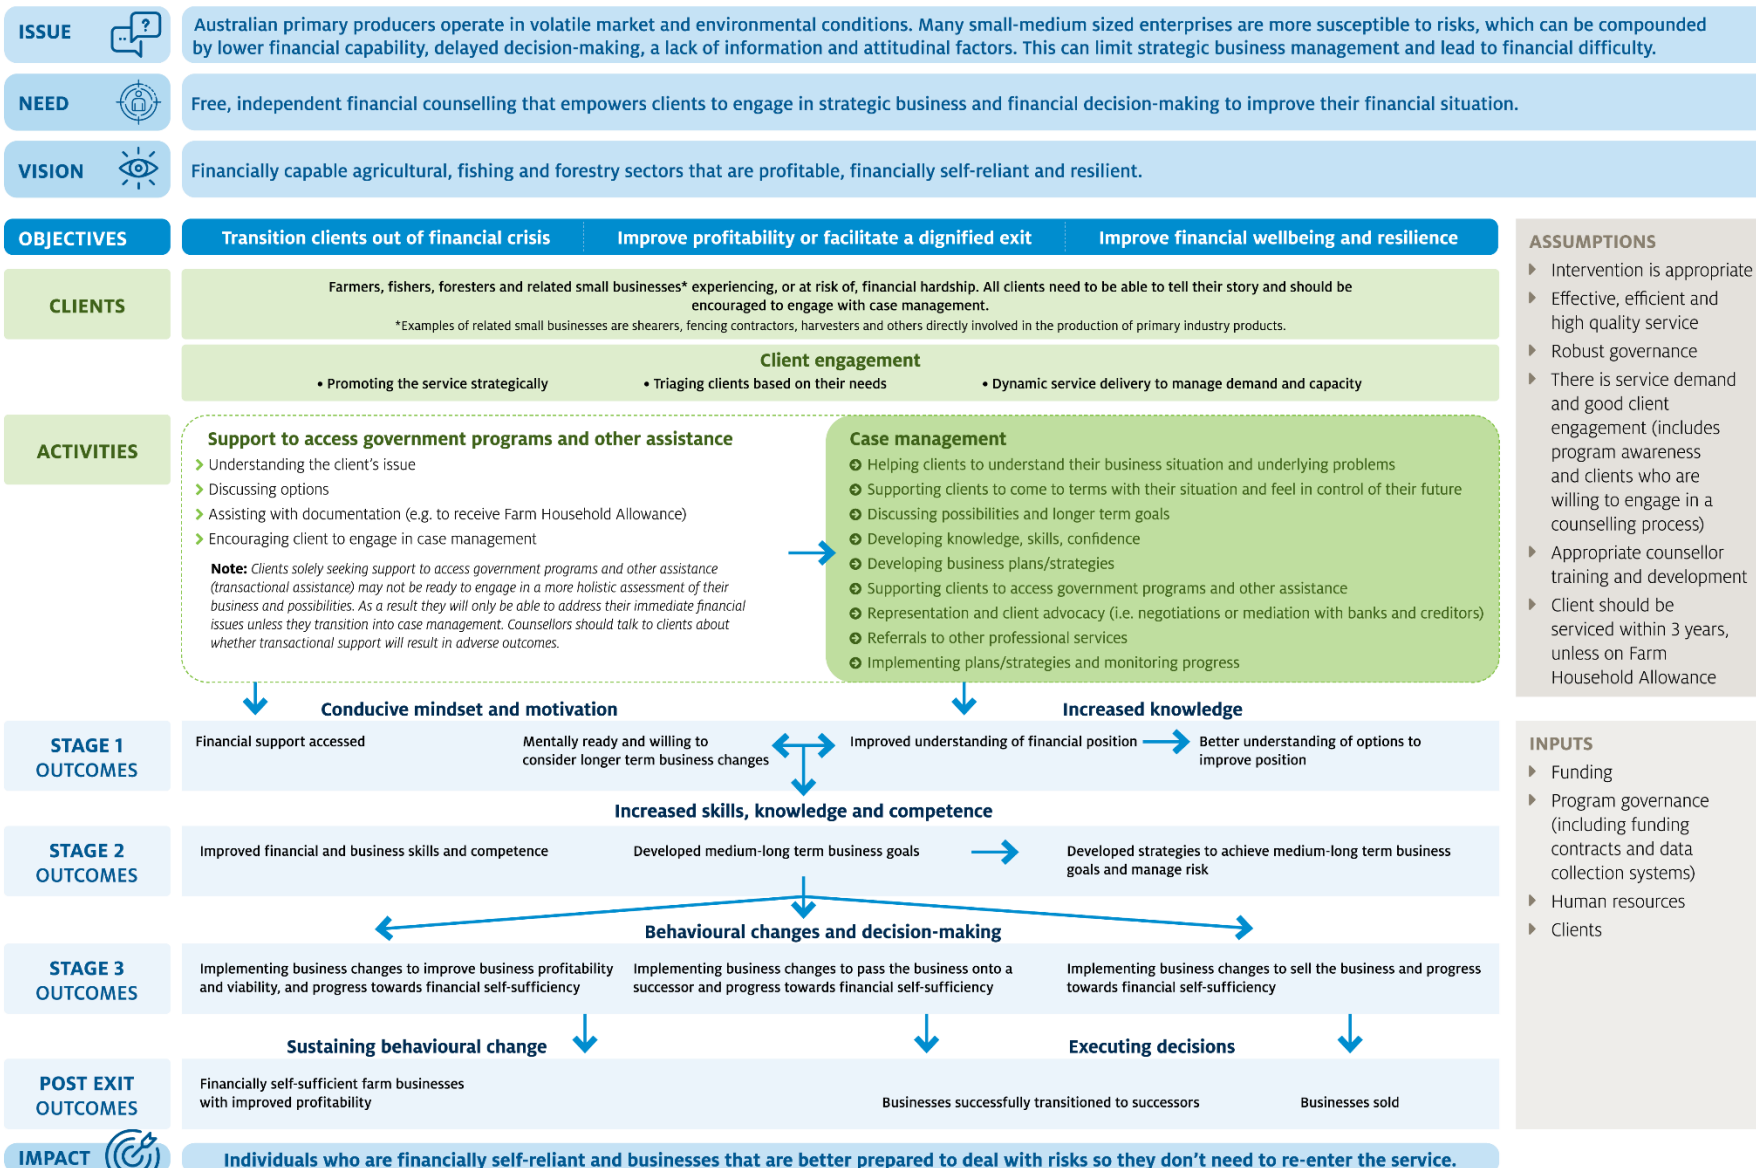 ISSUE
Australian primary producers operate in volatile market and environmental conditions. Many small-medium sized enterprises are more susceptible to risks, which can be compounded
by lower financial capability, delayed decision-making, a lack of information and attitudinal factors. This can limit strategic business management and lead to financial difficulty.
NEED
Free, independent financial counselling that empowers clients to engage in strategic business and financial decision-making to improve their financial situation.
VISION
Financially capable agricultural, fishing and forestry sectors that are profitable, financially self-reliant and resilient.
OBJECTIVES
Transition clients out of financial crisis
Improve profitability or facilitate a dignified exit
Improve financial wellbeing and resilience
CLIENTS
Farmers, fishers, foresters and related small businesses* experiencing, or at risk of, financial hardship. All clients need to be able to tell their story and should be
encouraged to engage with case management.
*Examples of related small businesses are shearers, fencing contractors, harvesters and others directly involved in the production of primary industry products.
Client engagement
• Promoting the service strategically
• Triaging clients based on their needs
• Dynamic service delivery to manage demand and capacity
ACTIVITIES
Support to access government programs and other assistance
Understanding the client's issue
Discussing options
Assisting with documentation (e.g. to receive Farm Household Allowance)
Encouraging client to engage in case management
Note: Clients solely seeking support to access government programs and other assistance
(transactional assistance) may not be ready to engage in a more holistic assessment of their
business and possibilities. As a result they will only be able to address their immediate financial
issues unless they transition into case management. Counsellors should talk to clients about
whether transactional support will result in adverse outcomes.
Case management
Helping clients to understand their business situation and underlying problems
Supporting clients to come to terms with their situation and feel in control of their future
Discussing possibilities and longer term goals
Developing knowledge, skills, confidence
Developing business plans/strategies
Supporting clients to access government programs and other assistance
Representation and client advocacy (i.e. negotiations or mediation with banks and creditors)
Referrals to other professional services
Implementing plans/strategies and monitoring progress
Conducive mindset and motivation
Increased knowledge
STAGE 1
OUTCOMES
Financial support accessed
Mentally ready and willing to
consider longer term business changes
Improved understanding of financial position
Better understanding of options to
improve position
Increased skills, knowledge and competence
STAGE 2
OUTCOMES
Improved financial and business skills and competence
Developed medium-long term business goals
Developed strategies to achieve medium-long term business
goals and manage risk
Behavioural changes and decision-making
STAGE 3
OUTCOMES
Implementing business changes to improve business profitability
and viability, and progress towards financial self-sufficiency
Implementing business changes to pass the business onto a
successor and progress towards financial self-sufficiency
Implementing business changes to sell the business and progress
towards financial self-sufficiency
Sustaining behavioural change
Executing decisions
POST EXIT
OUTCOMES
Financially self-sufficient farm businesses
with improved profitability
Businesses successfully transitioned to successors
Businesses sold
IMPACT
Individuals who are financially self-reliant and businesses that are better prepared to deal with risks so they don't need to re-enter the service.
ASSUMPTIONS
Intervention is appropriate
Effective, efficient and
high quality service
Robust governance
There is service demand
and good client
engagement (includes
program awareness
and clients who are
willing to engage in a
counselling process)
Appropriate counsellor
training and development
Client should be
serviced within 3 years,
unless on Farm
Household Allowance
INPUTS
Funding
Program governance
(including funding
contracts and data
collection systems)
Human resources
Clients